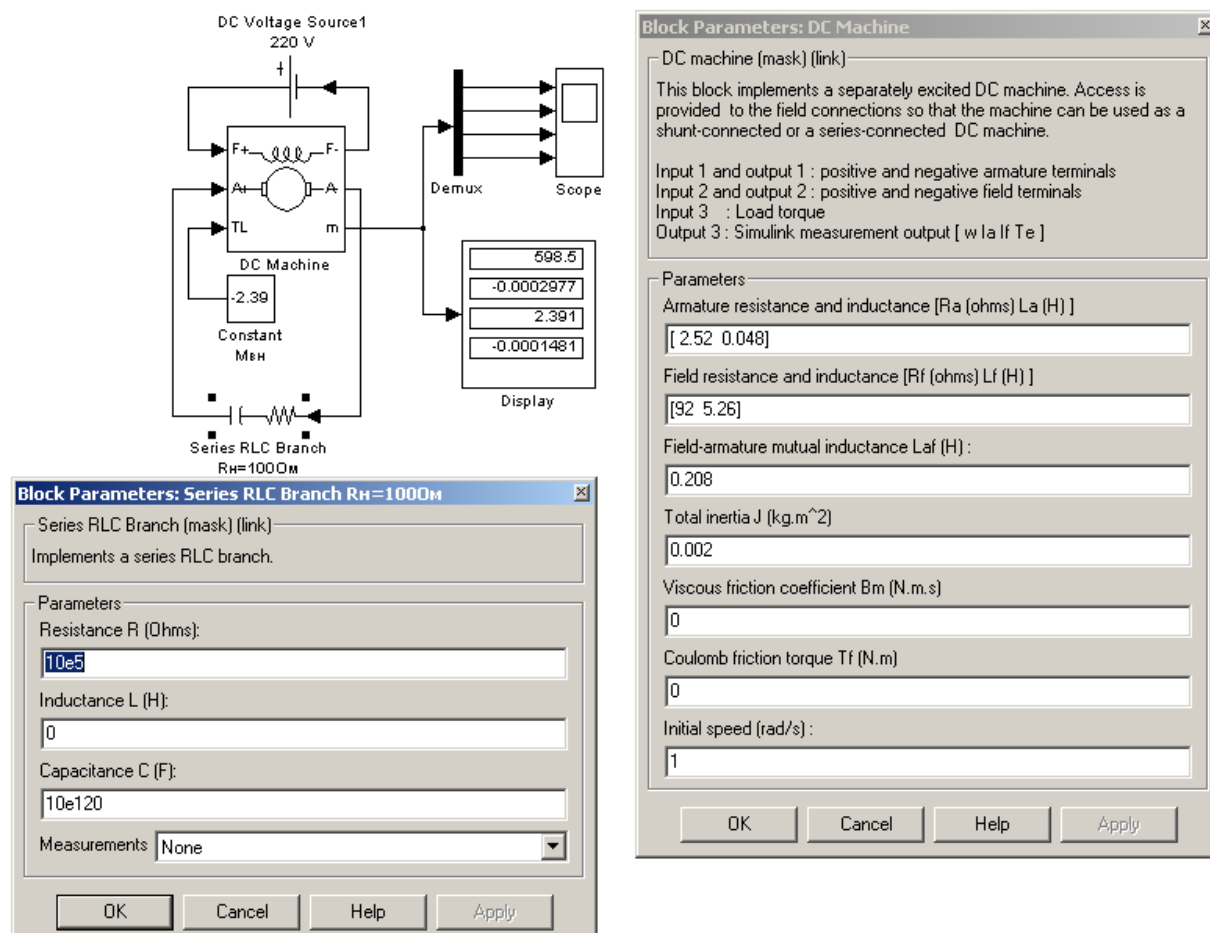 DC Voltage Source1
220 V
+
F+
F-
A+
A-
TL
m
DC Machine
-2.39
Constant
Mвн
Demux
Scope
598.5
-0.0002977
2.391
-0.0001481
Display
Series RLC Branch
Rн=100Ом
Block Parameters: Series RLC Branch Rн=100Ом
Series RLC Branch (mask) (link)
Implements a series RLC branch.
Parameters
Resistance R (Ohms):
10e5
Inductance L (H):
0
Capacitance C (F):
10e120
Measurements None
OK Cancel Help Apply
Block Parameters: DC Machine
DC machine (mask) (link)
This block implements a separately excited DC machine. Access is
provided to the field connections so that the machine can be used as a
shunt-connected or a series-connected DC machine.
Input 1 and output 1 : positive and negative armature terminals
Input 2 and output 2 : positive and negative field terminals
Input 3 : Load torque
Output 3 : Simulink measurement output [ w Ia If Te ]
Parameters
Armature resistance and inductance [Ra (ohms) La (H) ]
[ 2.52 0.048]
Field resistance and inductance [Rf (ohms) Lf (H) ]
[92 5.26]
Field-armature mutual inductance Laf (H) :
0.208
Total inertia J (kg.m^2)
0.002
Viscous friction coefficient Bm (N.m.s)
0
Coulomb friction torque Tf (N.m)
0
Initial speed (rad/s) :
1
OK Cancel Help Apply